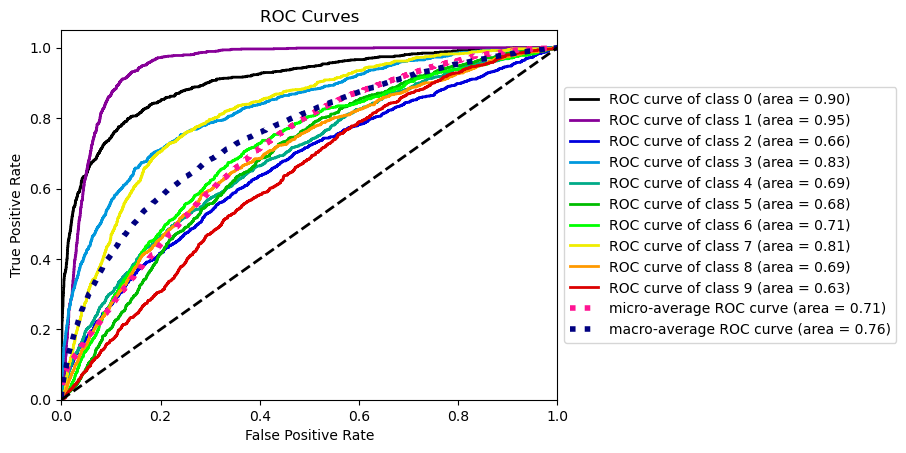 ROC Curves
True Positive Rate
1.0
0.8
0.6
0.4
0.2
0.0
0.0 0.2 0.4 0.6 0.8 1.0
False Positive Rate
ROC curve of class 0 (area = 0.90)
ROC curve of class 1 (area = 0.95)
ROC curve of class 2 (area = 0.66)
ROC curve of class 3 (area = 0.83)
ROC curve of class 4 (area = 0.69)
ROC curve of class 5 (area = 0.68)
ROC curve of class 6 (area = 0.71)
ROC curve of class 7 (area = 0.81)
ROC curve of class 8 (area = 0.69)
ROC curve of class 9 (area = 0.63)
micro-average ROC curve (area = 0.71)
macro-average ROC curve (area = 0.76)